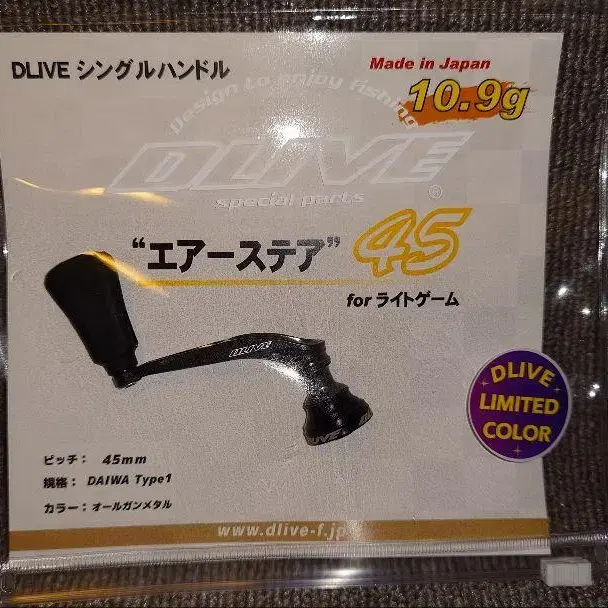 DLIVE シングルハンドル
Made in Japan
10.9g
Design to enjoy fishing
DLIVE
special parts
®
“エアーステア” 45
for ライトゲーム
DLIVE
DLIVE
DLIVE
LIMITED
COLOR
ピッチ： 45mm
規格： DAIWA Type1
カラー：オールガンメタル
www.dlive-f.jp